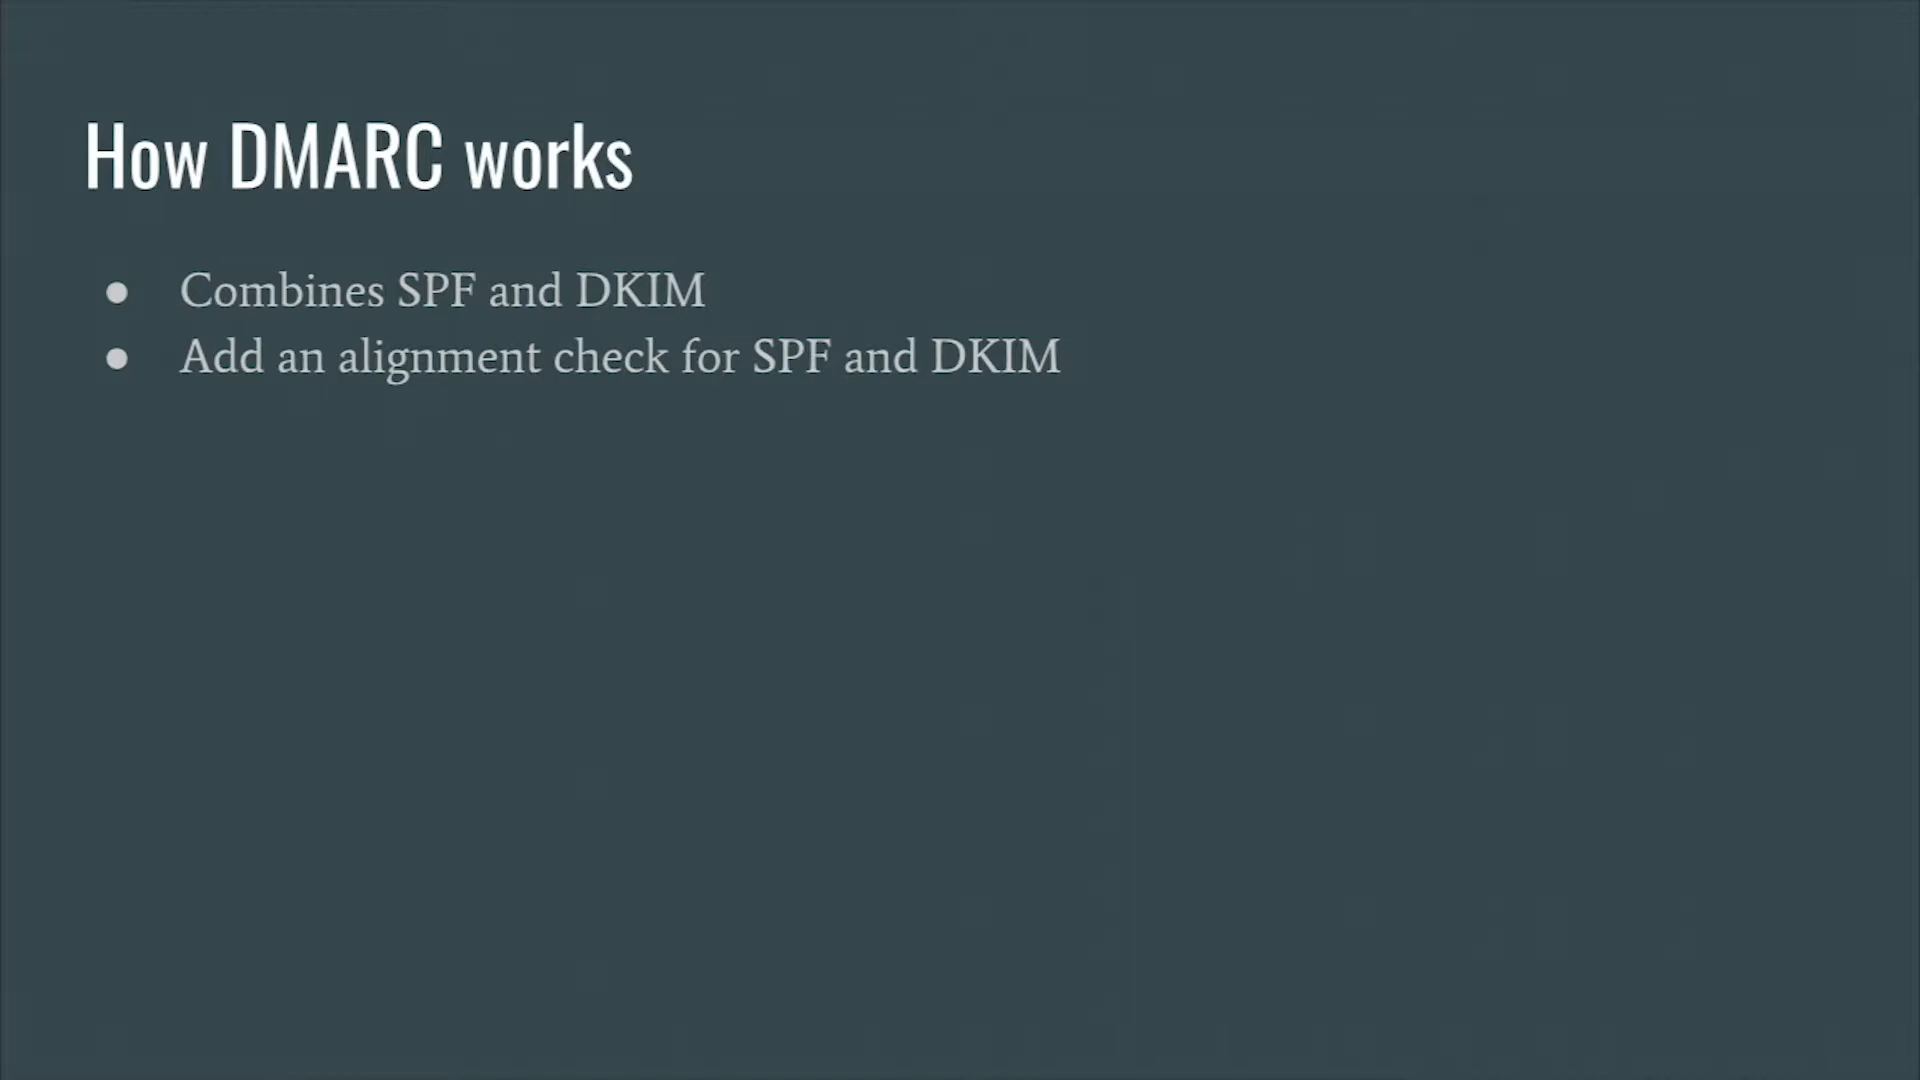 How DMARC works
● Combines SPF and DKIM
● Add an alignment check for SPF and DKIM